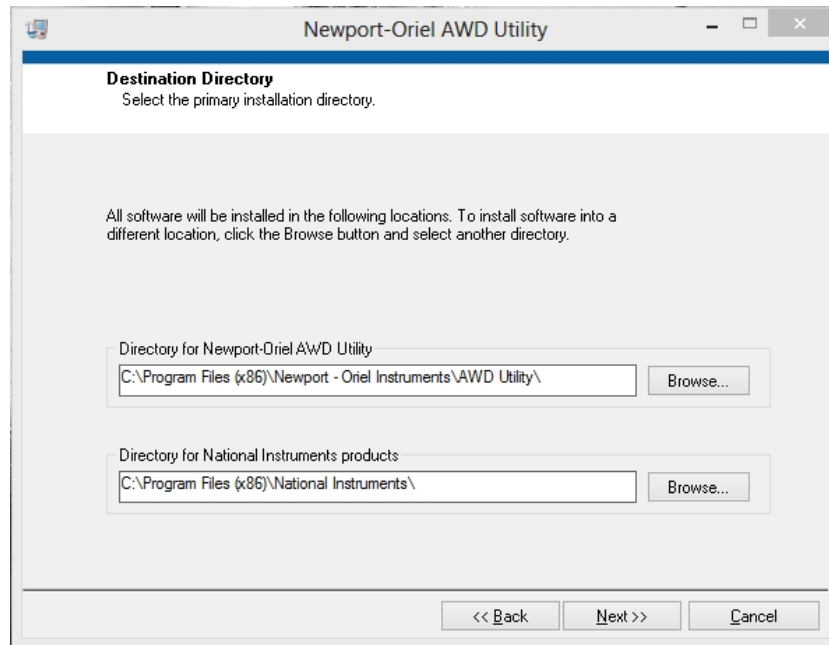 Newport-Oriel AWD Utility
Destination Directory
Select the primary installation directory.
All software will be installed in the following locations. To install software into a
different location, click the Browse button and select another directory.
Directory for Newport-Oriel AWD Utility
C:\Program Files (x86)\Newport - Oriel Instruments\AWD Utility\
Browse...
Directory for National Instruments products
C:\Program Files (x86)\National Instruments\
Browse...
<< Back
Next >>
Cancel